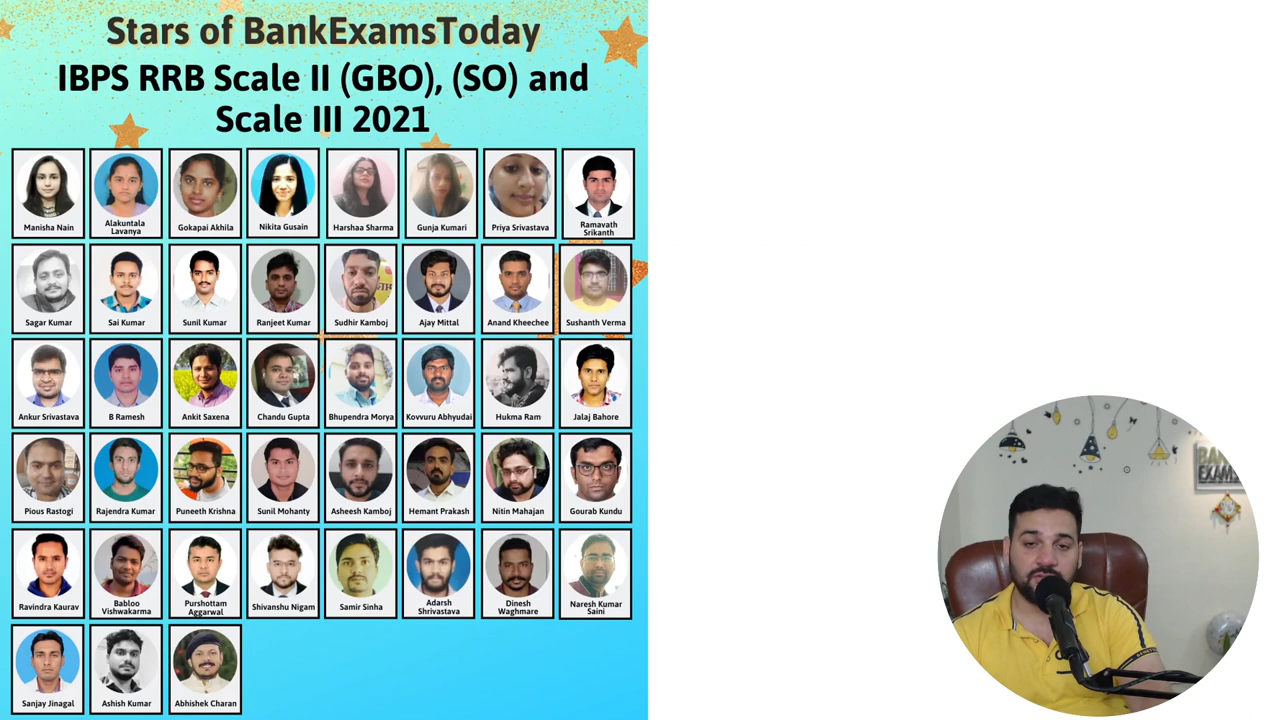 Stars of BankExamsToday
IBPS RRB Scale II (GBO), (SO) and
Scale III 2021
Manisha Nain
Alakuntala
Lavanya
Gokapai Akhila
Nikita Gusain
Harshaa Sharma
Gunja Kumari
Priya Srivastava
Ramavath
Srikanth
Sagar Kumar
Sai Kumar
Sunil Kumar
Ranjeet Kumar
Sudhir Kamboj
Ajay Mittal
Anand Kheechee
Sushanth Verma
Ankur Srivastava
B Ramesh
Ankit Saxena
Chandu Gupta
Bhupendra Morya
Kovvuru Abhyudai
Hukma Ram
Jalaj Bahore
Pious Rastogi
Rajendra Kumar
Puneeth Krishna
Sunil Mohanty
Asheesh Kamboj
Hemant Prakash
Nitin Mahajan
Gourab Kundu
Ravindra Kaurav
Babloo
Vishwakarma
Purshottam
Aggarwal
Shivanshu Nigam
Samir Sinha
Adarsh
Shrivastava
Dinesh
Waghmare
Naresh Kumar
Saini
Sanjay Jinagal
Ashish Kumar
Abhishek Charan
BANK
EXAMS